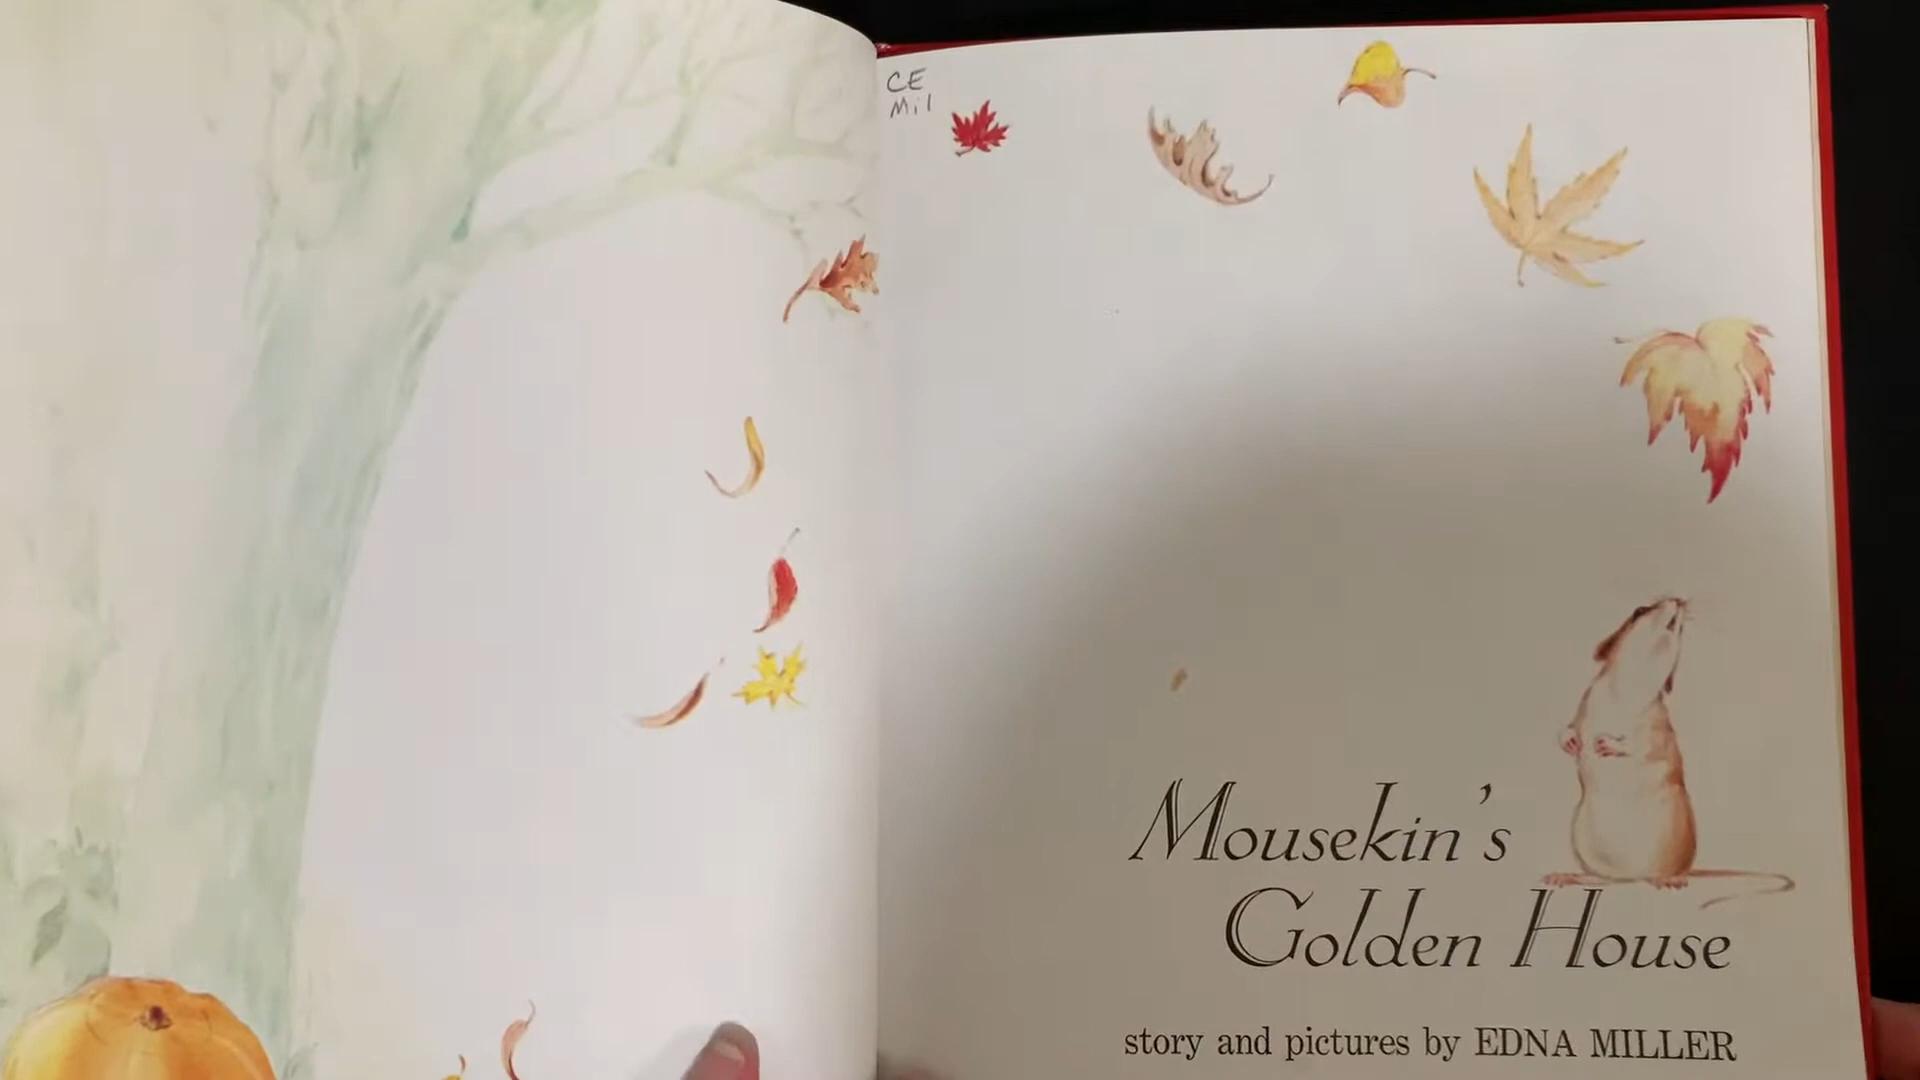 CE
Mil
Mousekin's
Golden House
story and pictures by EDNA MILLER